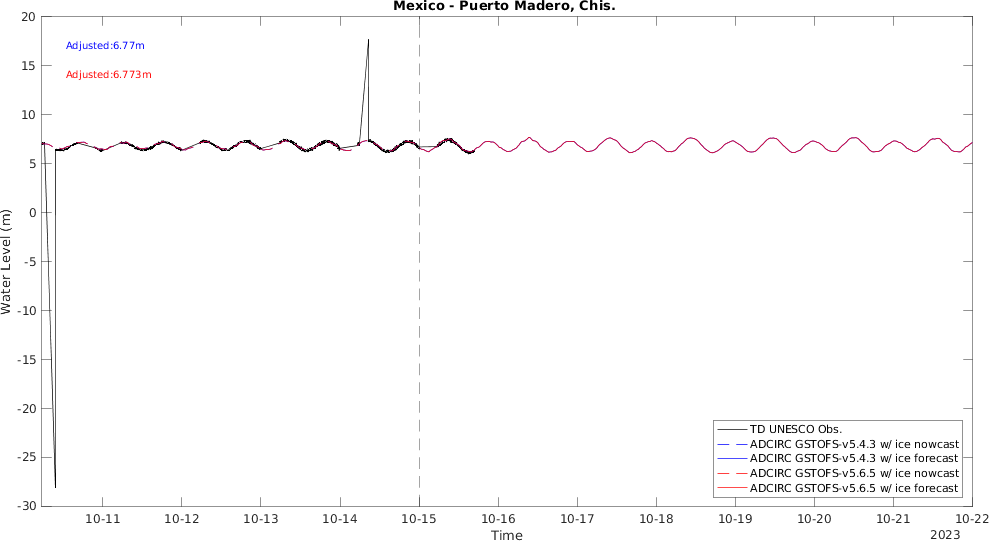 Mexico - Puerto Madero, Chis.
Adjusted:6.77m
Adjusted:6.773m
20
15
10
5
0
-5
-10
-15
-20
-25
-30
Water Level (m)
TD UNESCO Obs.
ADCIRC GSTOFS-v5.4.3 w/ ice nowcast
ADCIRC GSTOFS-v5.4.3 w/ ice forecast
ADCIRC GSTOFS-v5.6.5 w/ ice nowcast
ADCIRC GSTOFS-v5.6.5 w/ ice forecast
10-11 10-12 10-13 10-14 10-15 10-16 10-17 10-18 10-19 10-20 10-21 10-22
Time
2023